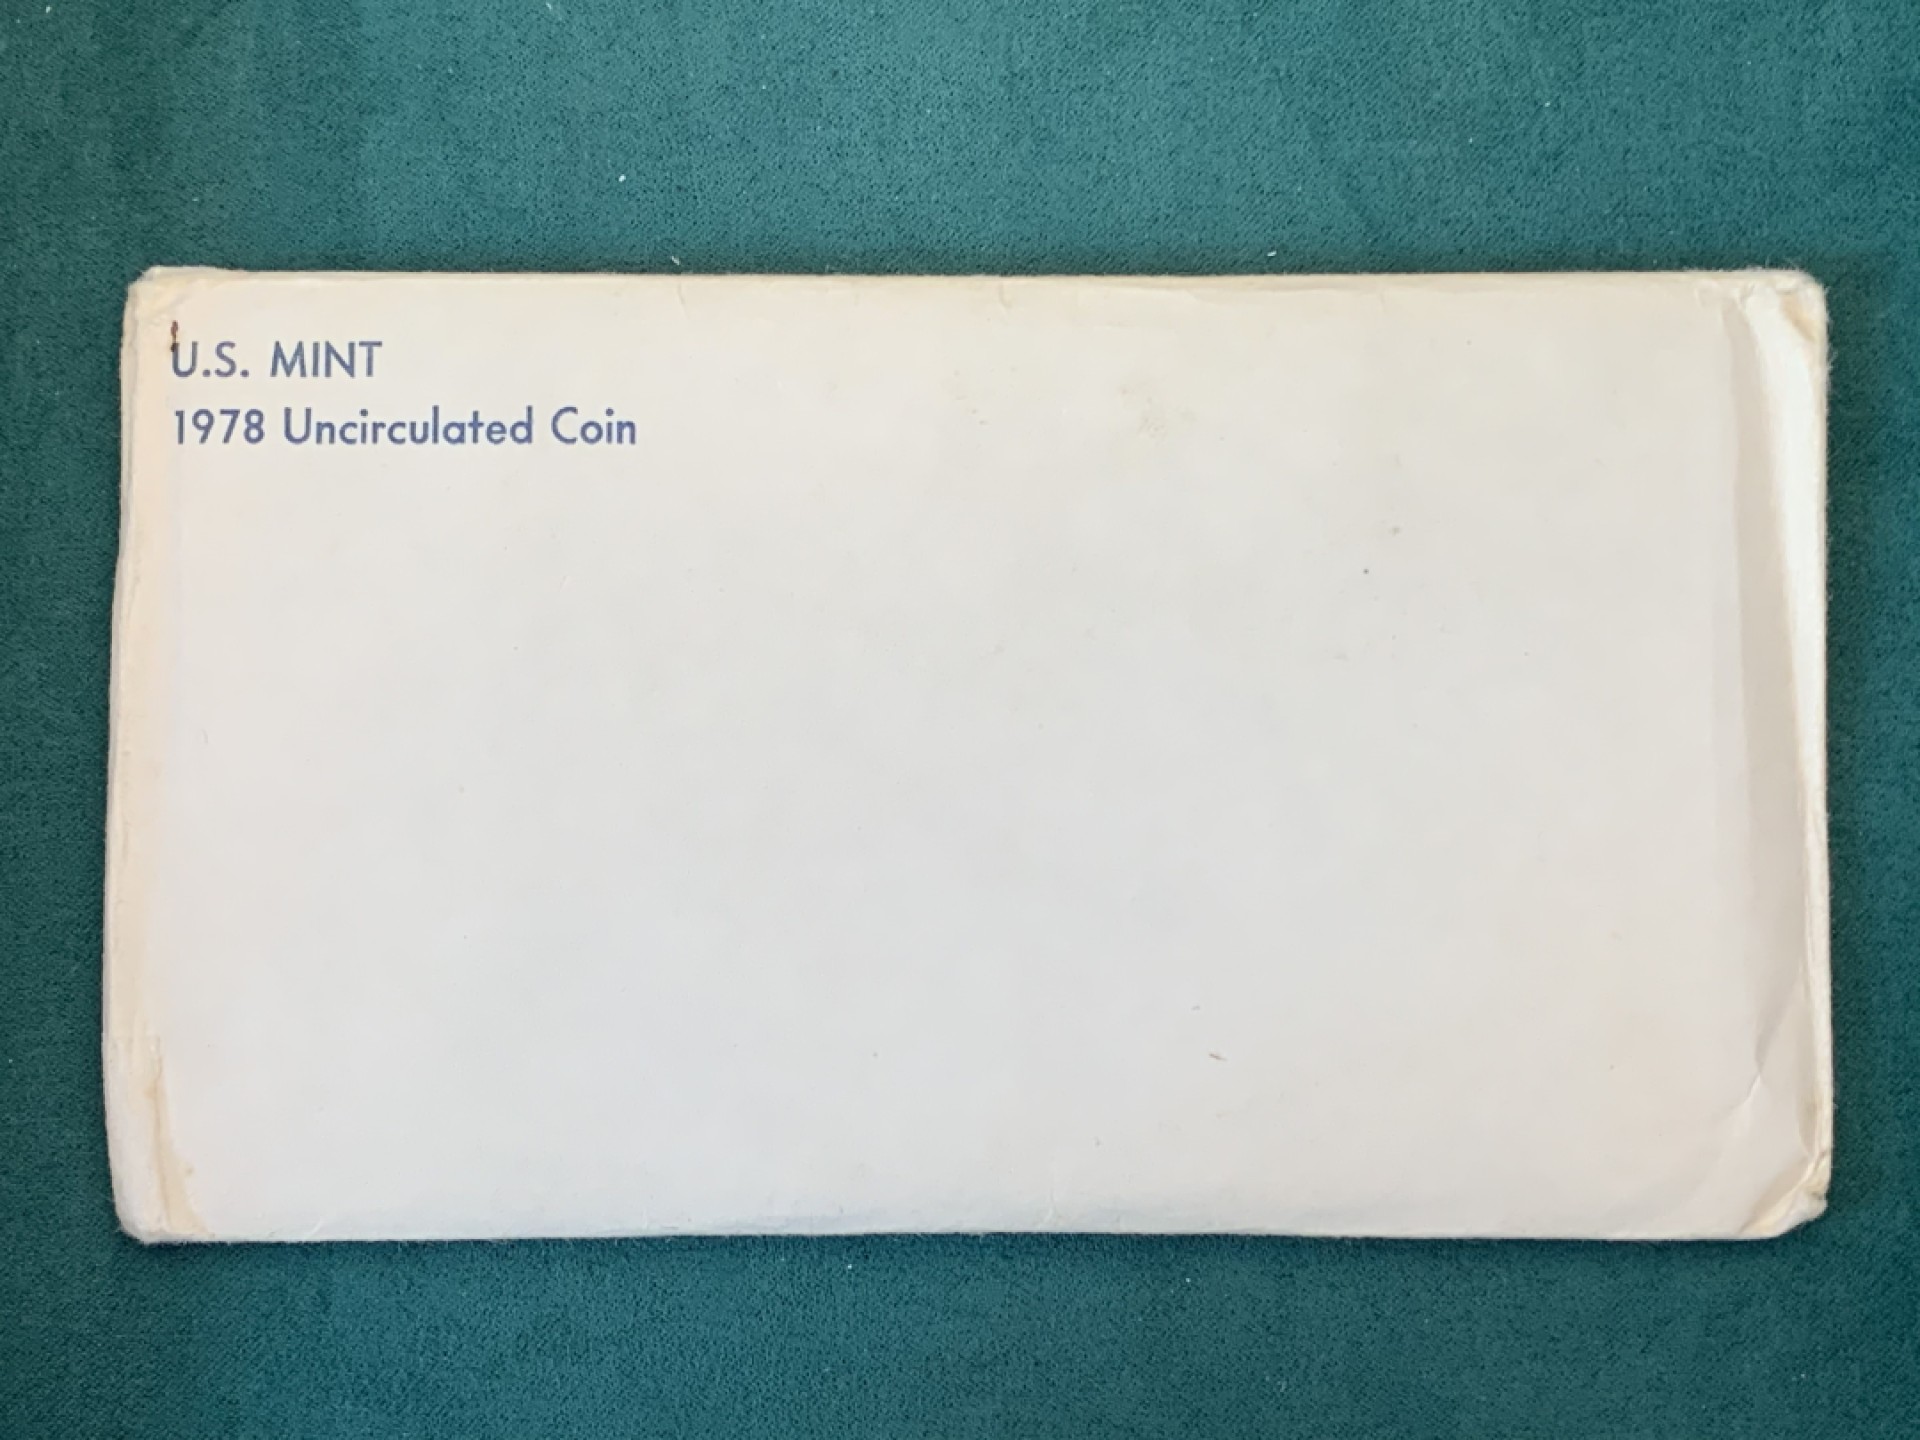 U.S. MINT
1978 Uncirculated Coin